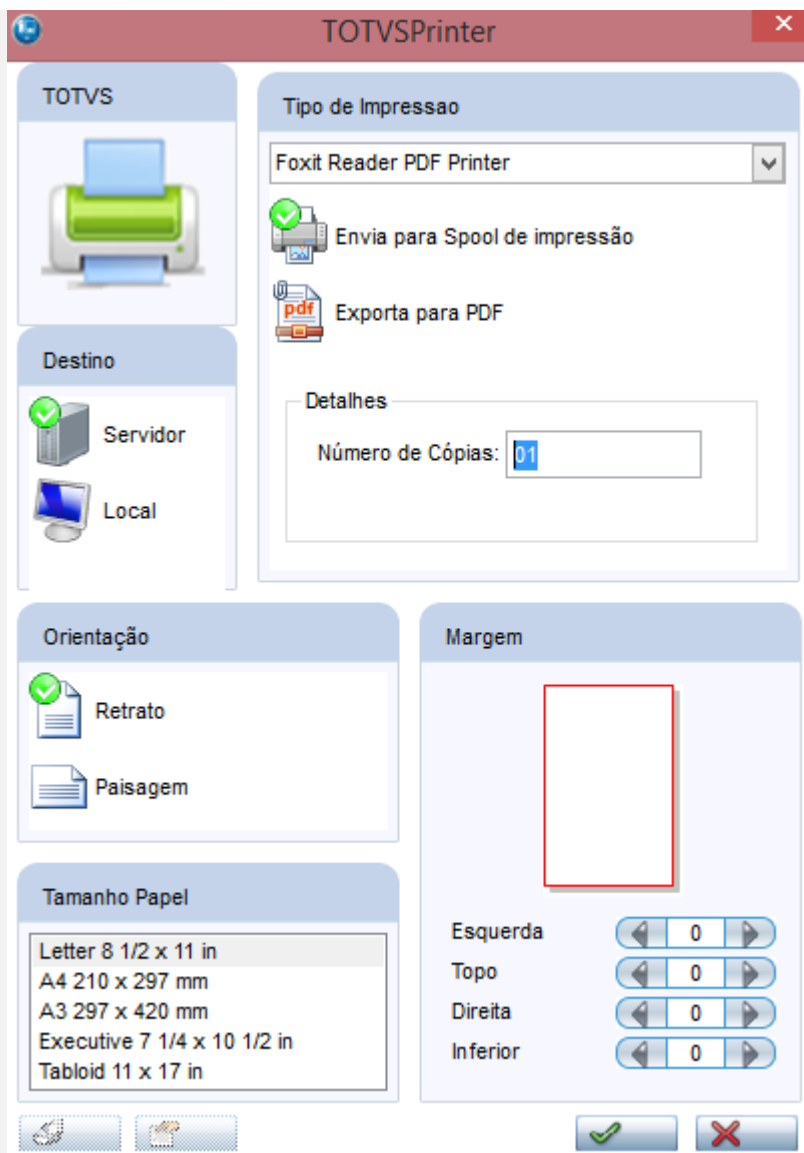 TOTVSPrinter
TOTVS
Tipo de Impressao
Foxit Reader PDF Printer
Envia para Spool de impressão
pdf
Exporta para PDF
Destino
Servidor
Local
Detalhes
Número de Cópias: 01
Orientação
Retrato
Paisagem
Margem
Tamanho Papel
Letter 8 1/2 x 11 in
A4 210 x 297 mm
A3 297 x 420 mm
Executive 7 1/4 x 10 1/2 in
Tabloid 11 x 17 in
Esquerda 0
Topo 0
Direita 0
Inferior 0